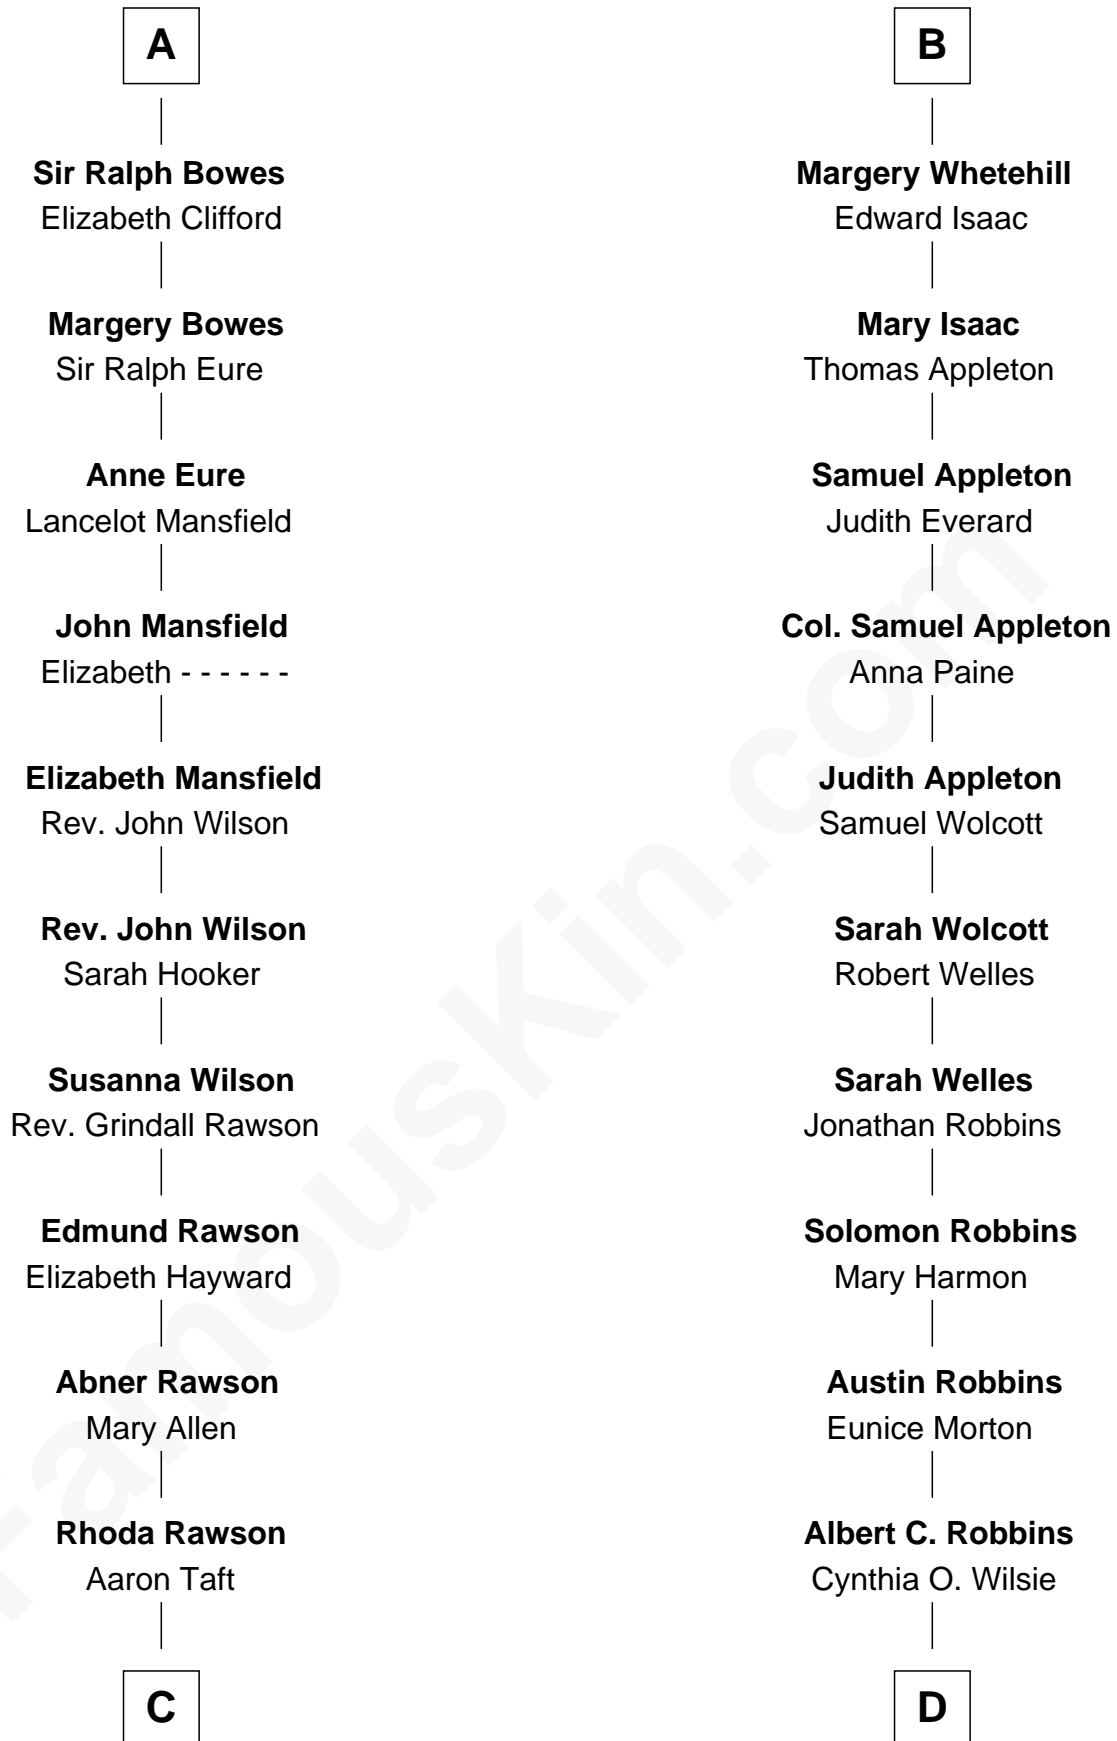 A
Sir Ralph Bowes
Elizabeth Clifford
Margery Bowes
Sir Ralph Eure
Anne Eure
Lancelot Mansfield
John Mansfield
Elizabeth - - - - - -
Elizabeth Mansfield
Rev. John Wilson
Rev. John Wilson
Sarah Hooker
Susanna Wilson
Rev. Grindall Rawson
Edmund Rawson
Elizabeth Hayward
Abner Rawson
Mary Allen
Rhoda Rawson
Aaron Taft
C
B
Margery Whetehill
Edward Isaac
Mary Isaac
Thomas Appleton
Samuel Appleton
Judith Everard
Col. Samuel Appleton
Anna Paine
Judith Appleton
Samuel Wolcott
Sarah Wolcott
Robert Welles
Sarah Welles
Jonathan Robbins
Solomon Robbins
Mary Harmon
Austin Robbins
Eunice Morton
Albert C. Robbins
Cynthia O. Wilsie
D
FamousKin.com